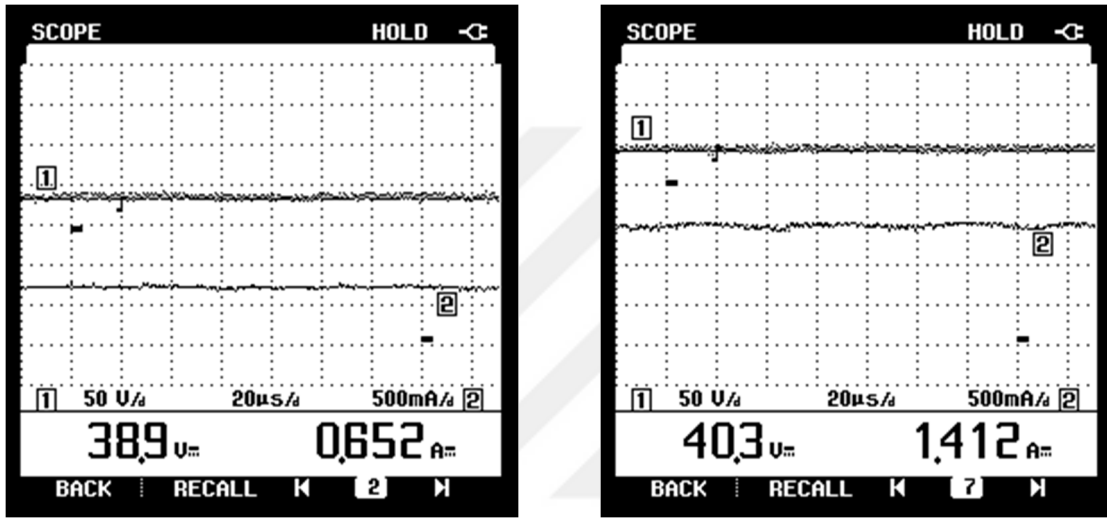 SCOPE HOLD
1
2
1 50 V/d 20µs/d 500mA/d 2
38,9 V 0,652 A
BACK RECALL 2
SCOPE HOLD
1
2
1 50 V/d 20µs/d 500mA/d 2
40,3 V 1,412 A
BACK RECALL 7